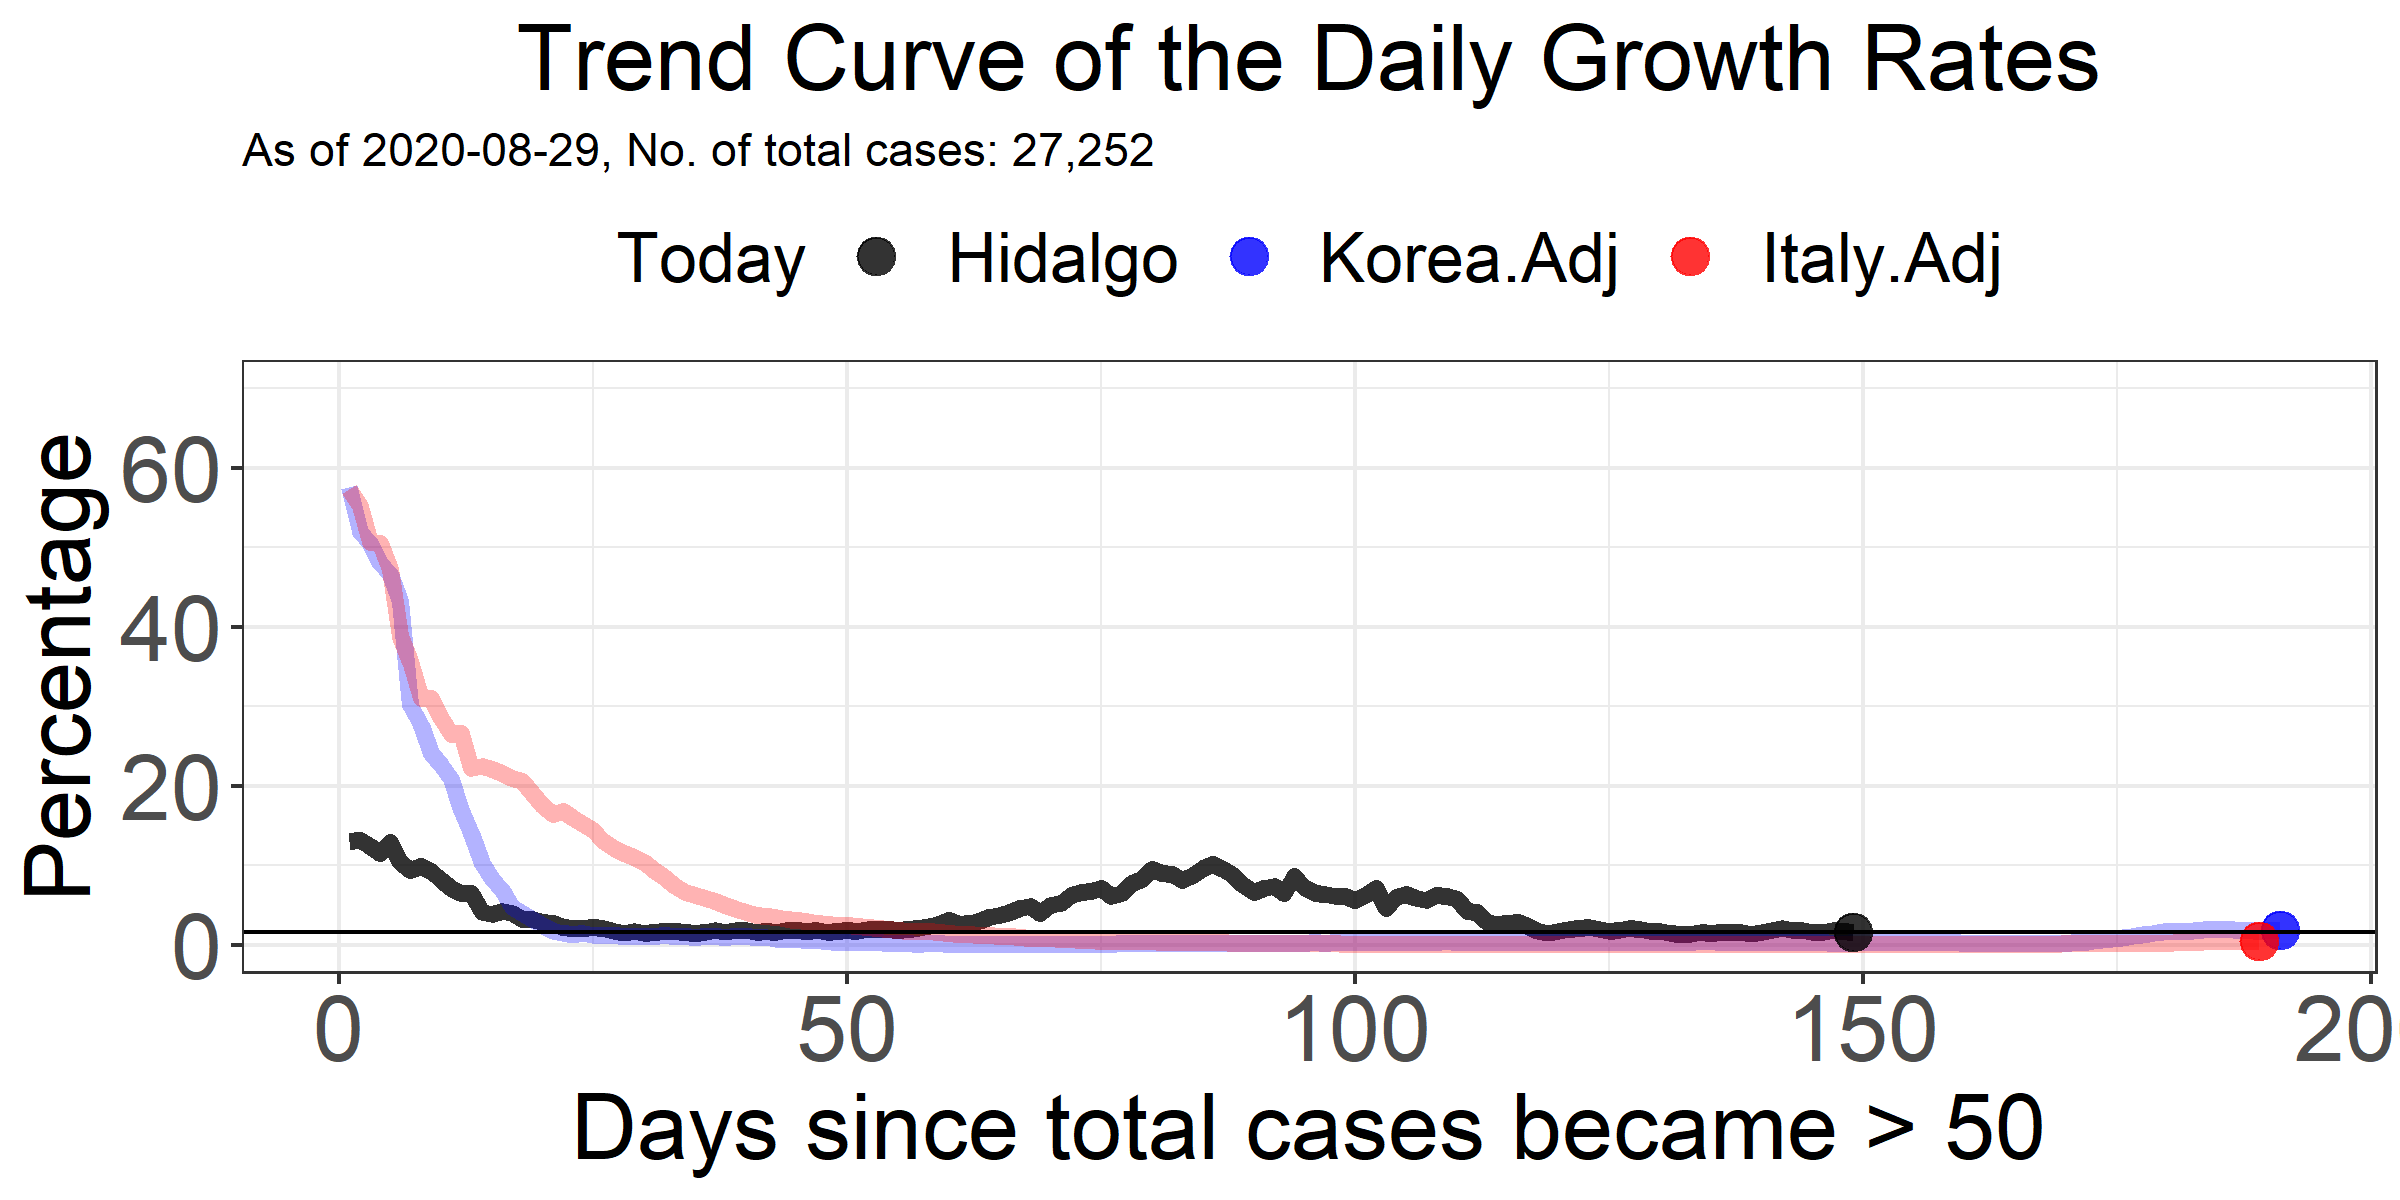 Trend Curve of the Daily Growth Rates
As of 2020-08-29, No. of total cases: 27,252
Today Hidalgo Korea.Adj Italy.Adj
Percentage
60
40
20
0
0 50 100 150 20
Days since total cases became > 50